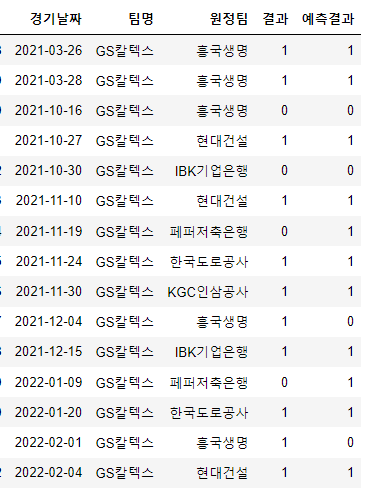 경기날짜 팀명 원정팀 결과 예측결과
2021-03-26 GS칼텍스 흥국생명 1 1
2021-03-28 GS칼텍스 흥국생명 1 1
2021-10-16 GS칼텍스 흥국생명 0 0
2021-10-27 GS칼텍스 현대건설 1 1
2021-10-30 GS칼텍스 IBK기업은행 0 0
2021-11-10 GS칼텍스 현대건설 1 1
2021-11-19 GS칼텍스 페퍼저축은행 0 1
2021-11-24 GS칼텍스 한국도로공사 1 1
2021-11-30 GS칼텍스 KGC인삼공사 1 1
2021-12-04 GS칼텍스 흥국생명 1 0
2021-12-15 GS칼텍스 IBK기업은행 1 1
2022-01-09 GS칼텍스 페퍼저축은행 0 1
2022-01-20 GS칼텍스 한국도로공사 1 1
2022-02-01 GS칼텍스 흥국생명 1 0
2022-02-04 GS칼텍스 현대건설 1 1